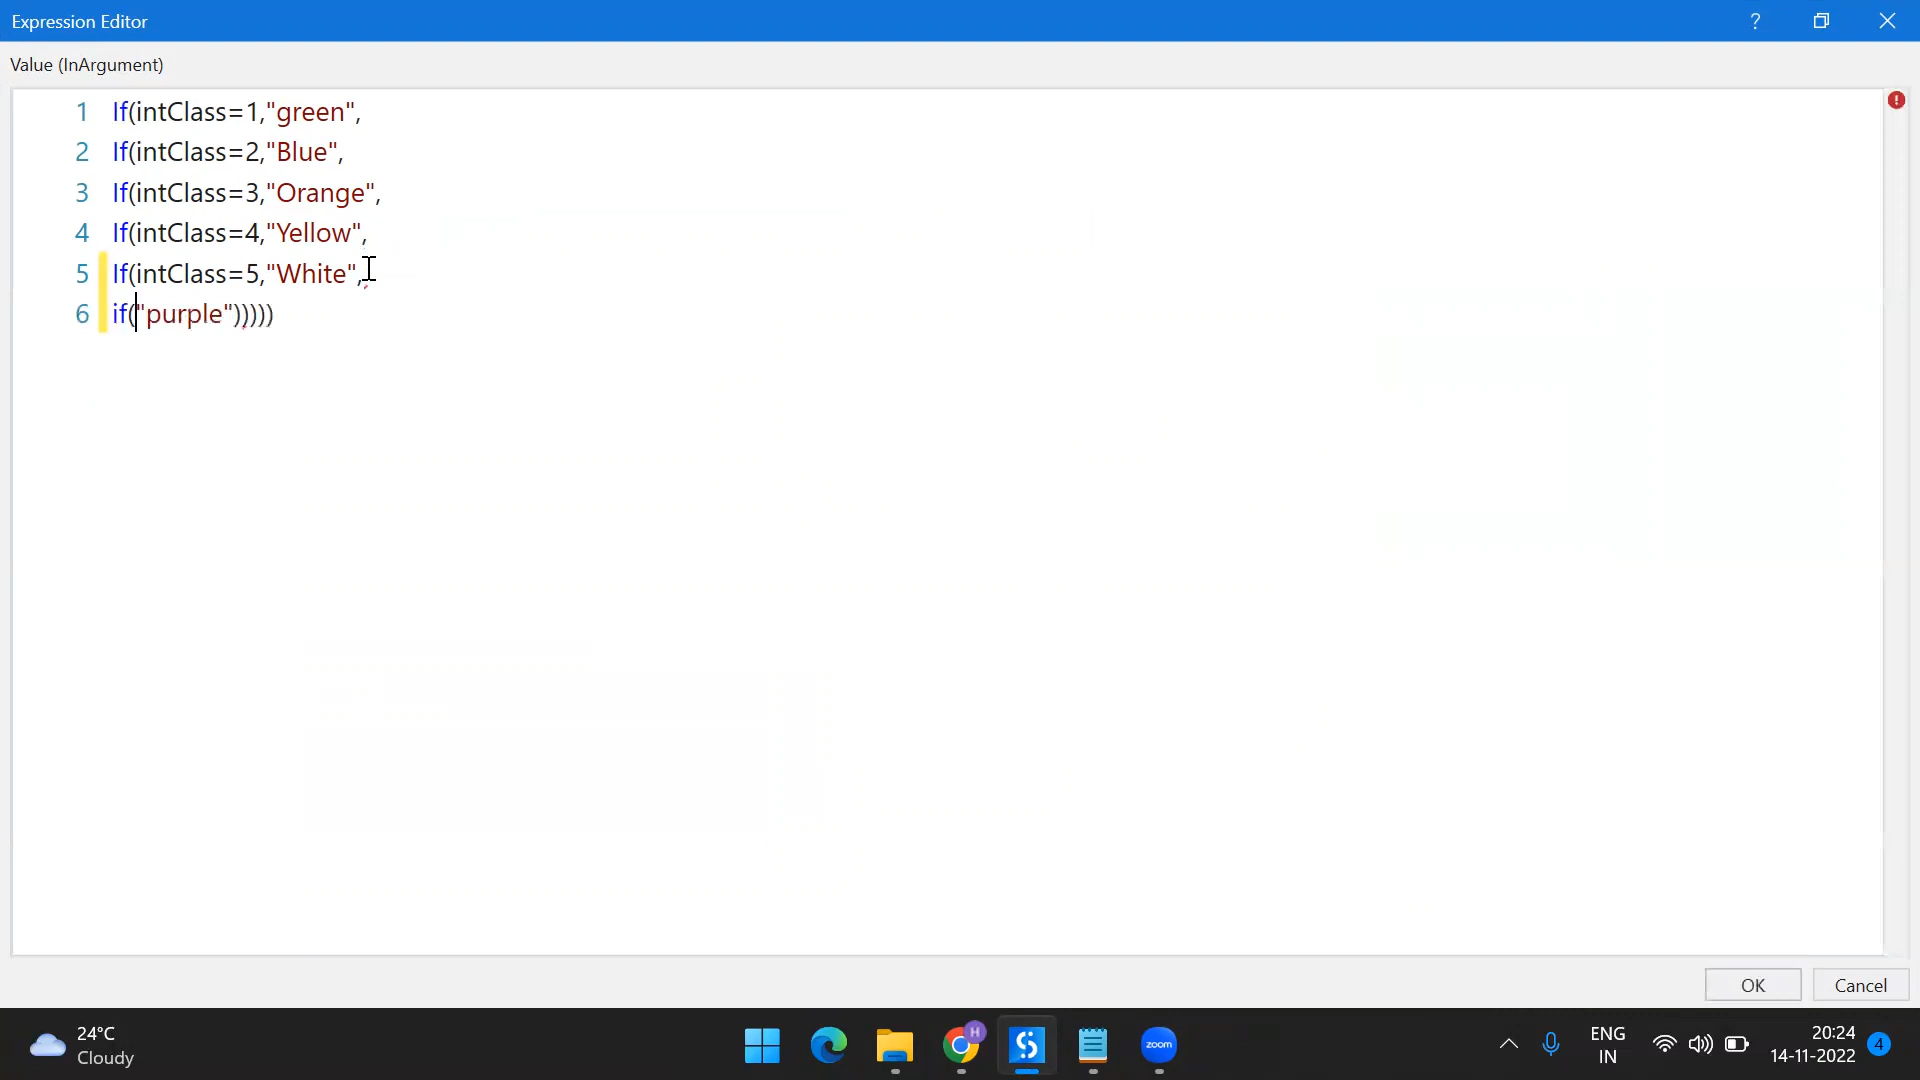 Expression Editor
?
Value (InArgument)
1 If(intClass=1,"green",
2 If(intClass=2,"Blue",
3 If(intClass=3,"Orange",
4 If(intClass=4,"Yellow",
5 If(intClass=5,"White",
6 if("purple")))))
OK Cancel
24°C
Cloudy
H
zoom
ENG
IN
20:24
14-11-2022
4